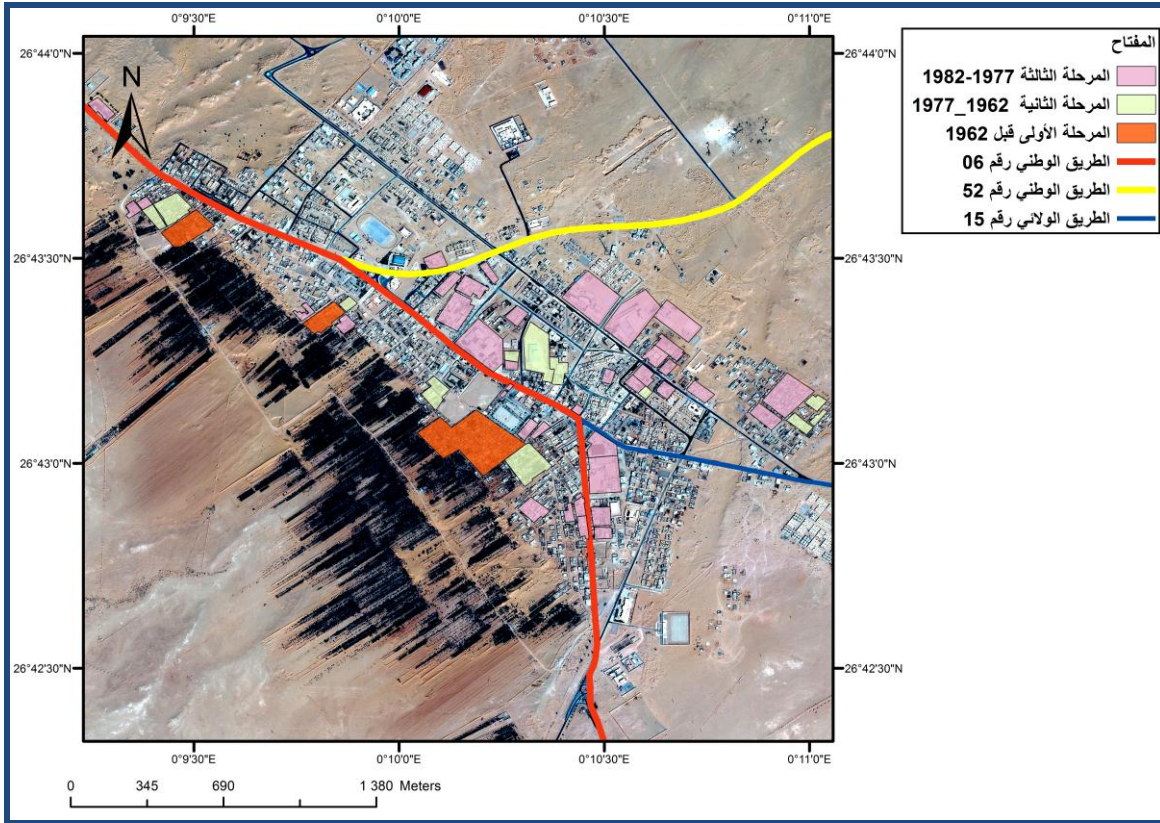 0°9'30"E 0°10'0"E 0°10'30"E 0°11'0"E
26°44'0"N 26°44'0"N
N
26°43'30"N 26°43'30"N
26°43'0"N 26°43'0"N
26°42'30"N 26°42'30"N
0°9'30"E 0°10'0"E 0°10'30"E 0°11'0"E
0 345 690 1 380 Meters
المفتاح
المرحلة الثالثة 1977-1982
المرحلة الثانية 1962_1977
المرحلة الأولى قبل 1962
الطريق الوطني رقم 06
الطريق الوطني رقم 52
الطريق الولائي رقم 15